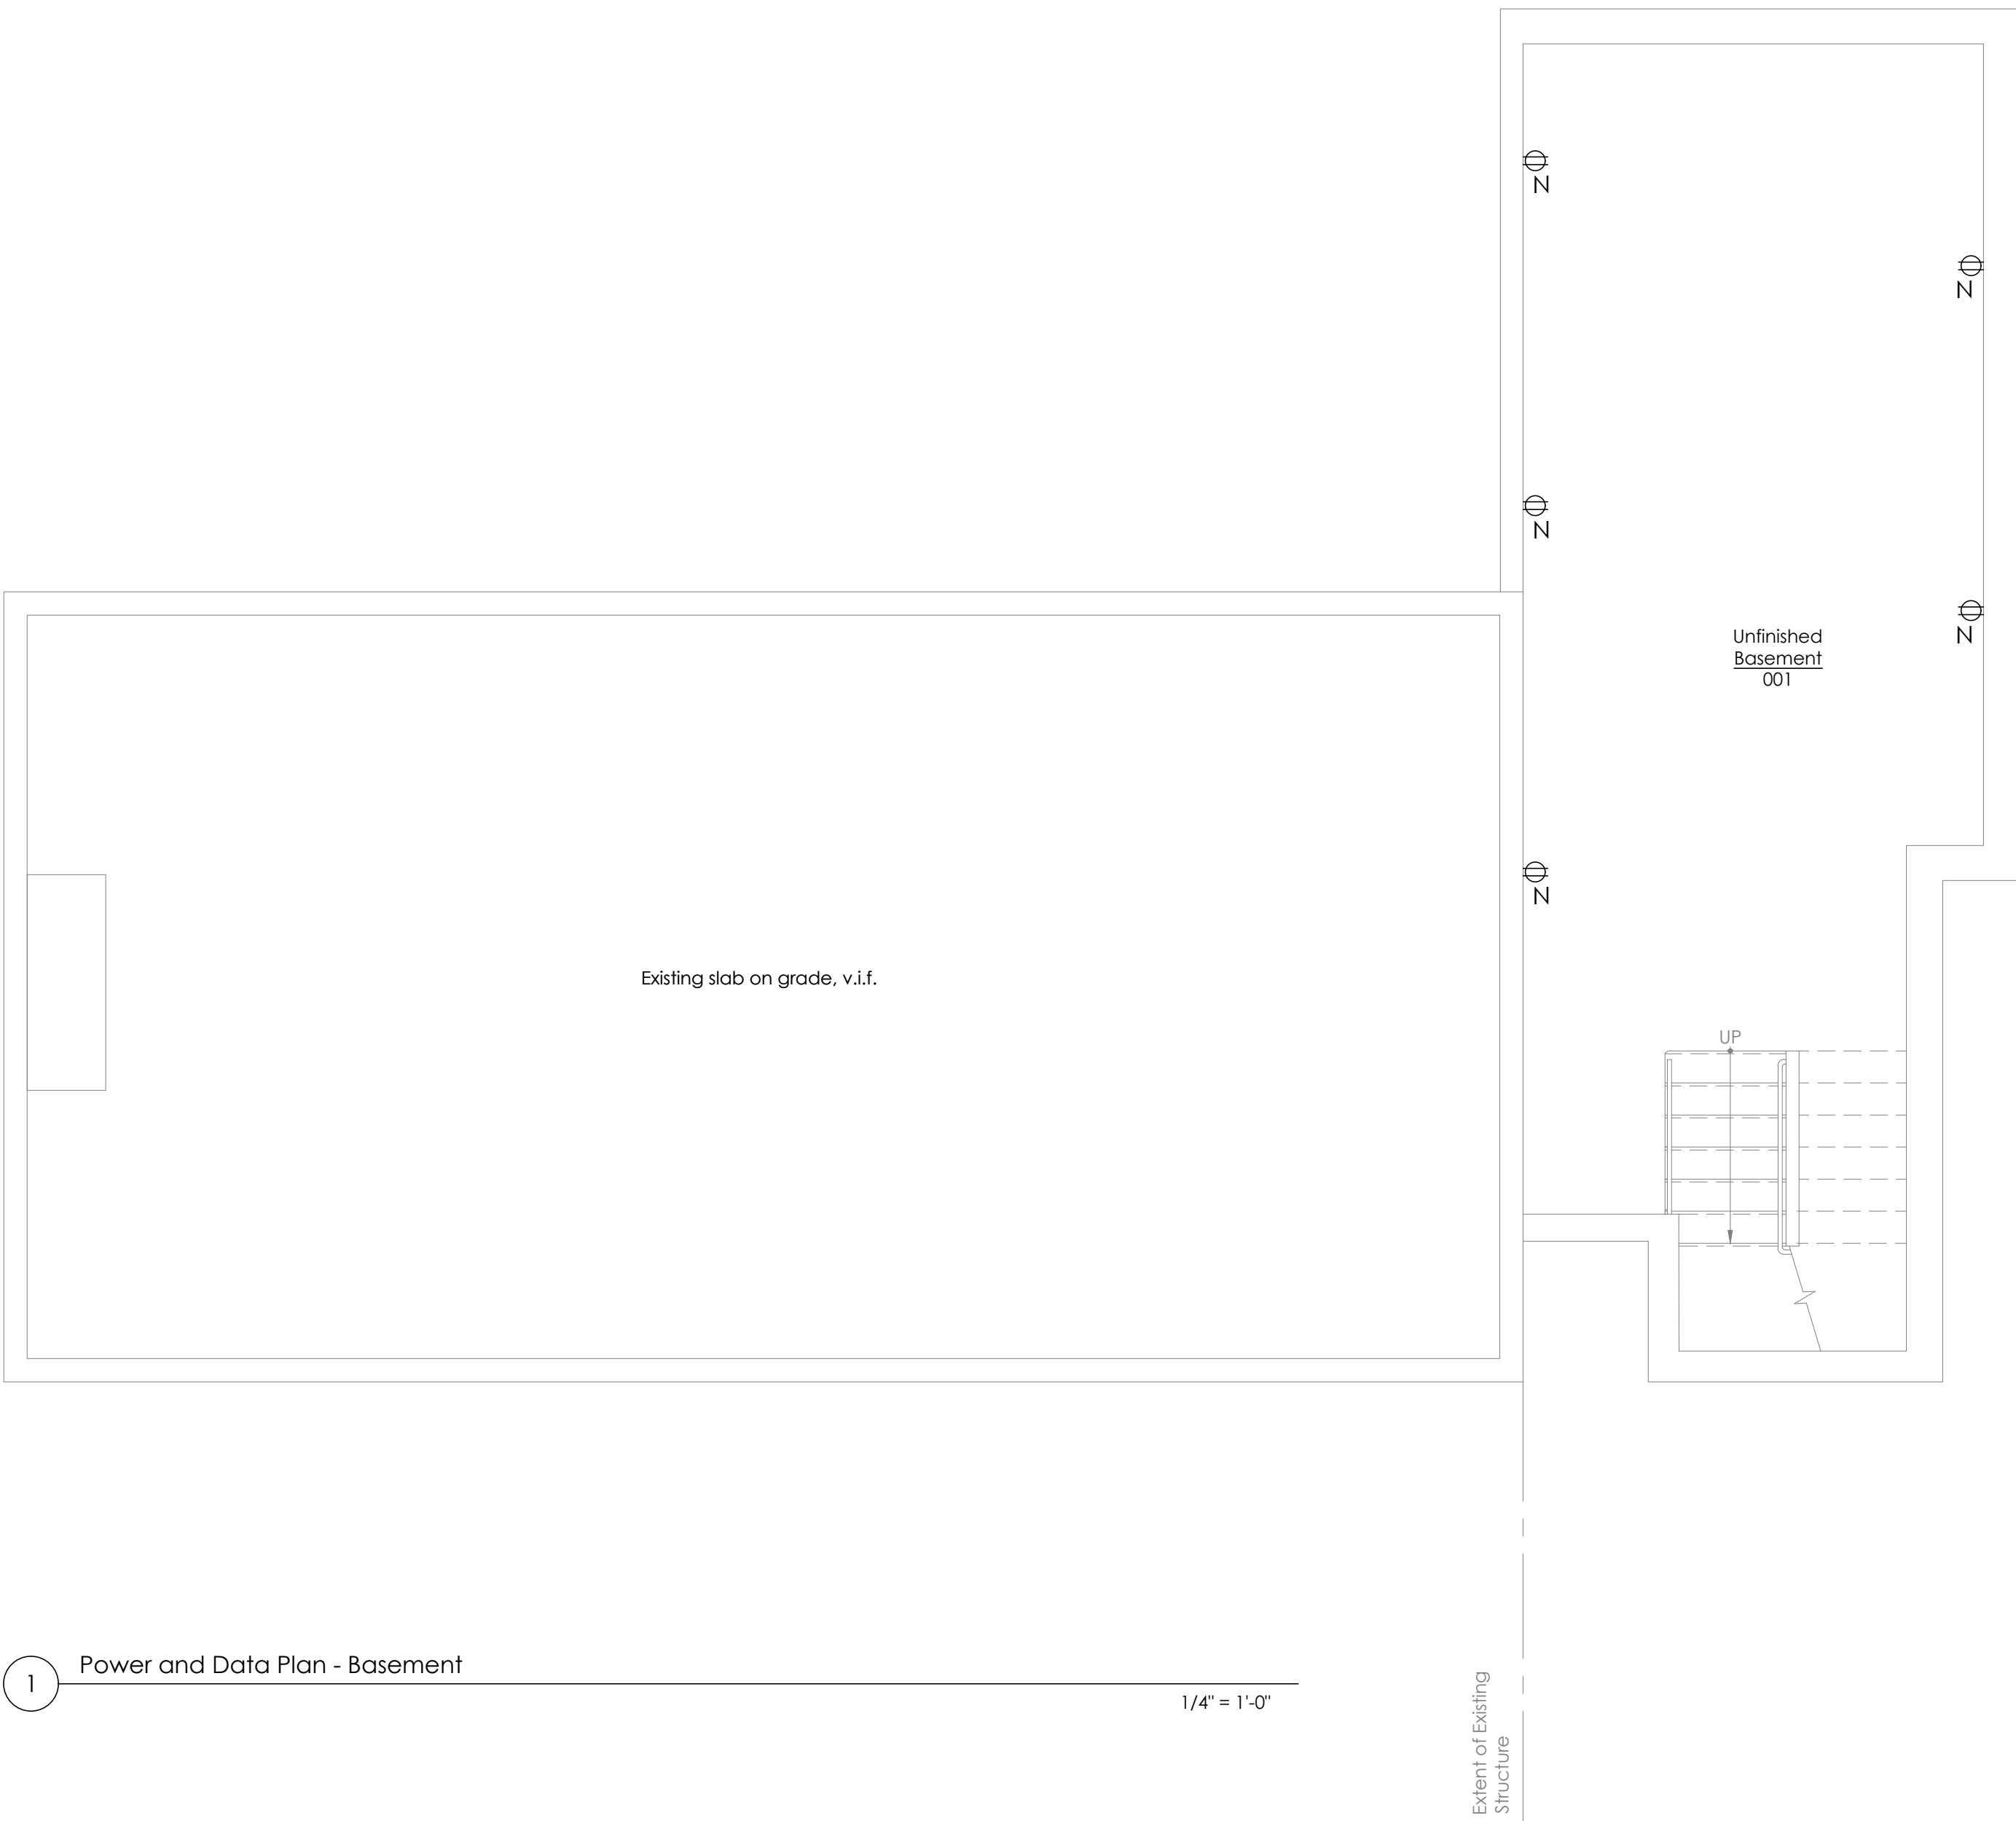 N
N
N
N
Unfinished
Basement
001
N
Existing slab on grade, v.i.f.
UP
1
Power and Data Plan - Basement
1/4" = 1'-0"
Extent of Existing
Structure